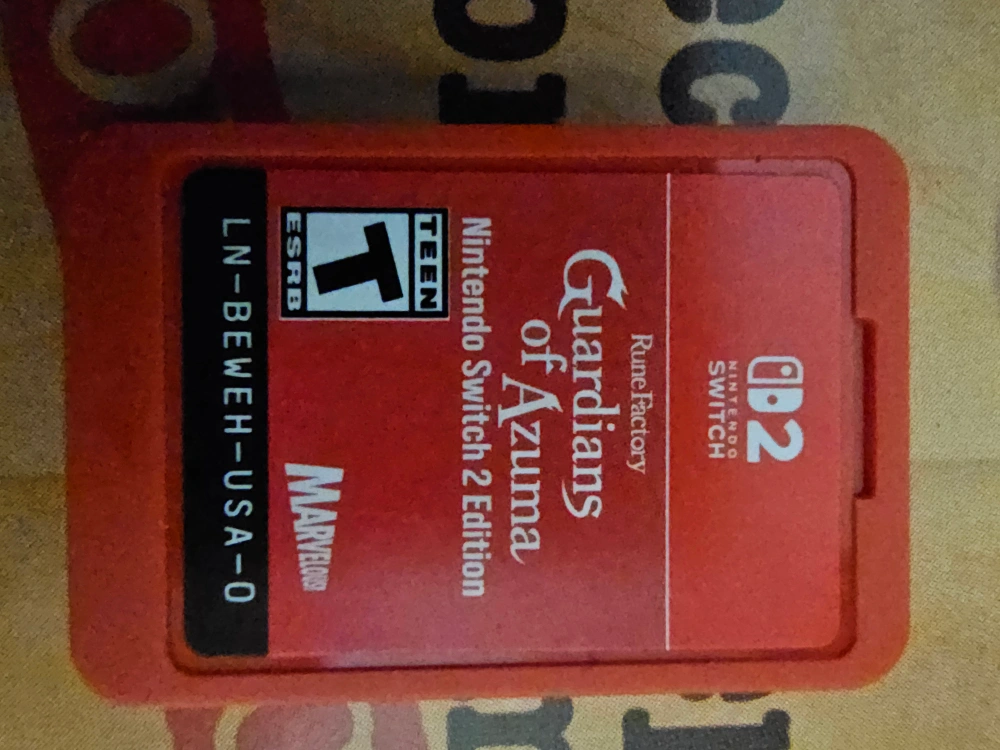 2
NINTENDO
SWITCH
Rune Factory
Guardians
of Azuma
Nintendo Switch 2 Edition
TEEN
T
ESRB
MARVELOUS
LN-BEWEH-USA-0